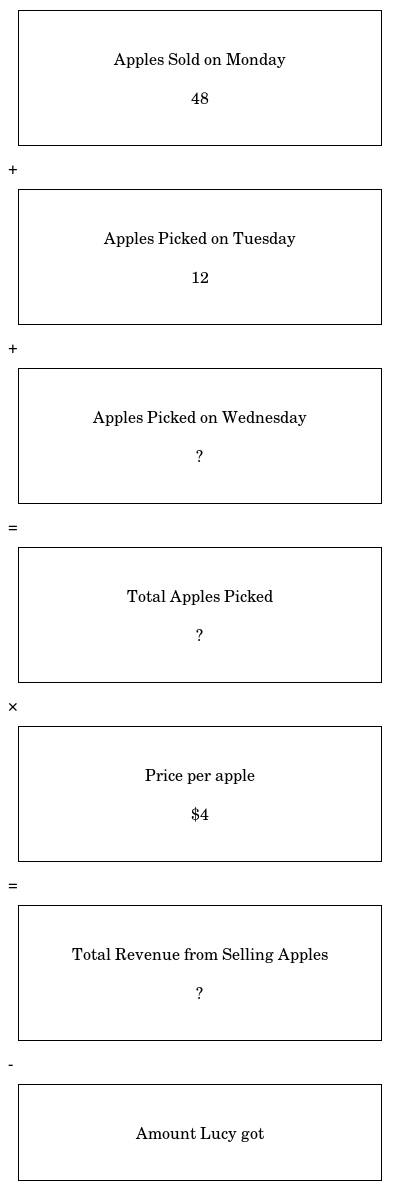 Apples Sold on Monday
48
+
Apples Picked on Tuesday
12
+
Apples Picked on Wednesday
?
=
Total Apples Picked
?
×
Price per apple
$4
=
Total Revenue from Selling Apples
?
-
Amount Lucy got